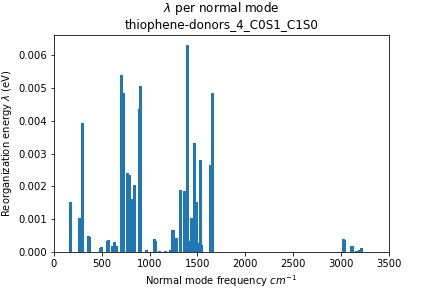 λ per normal mode
thiophene-donors_4_C0S1_C1S0
Reorganization energy λ (eV)
0.006
0.005
0.004
0.003
0.002
0.001
0.000
0 500 1000 1500 2000 2500 3000 3500
Normal mode frequency cm⁻¹